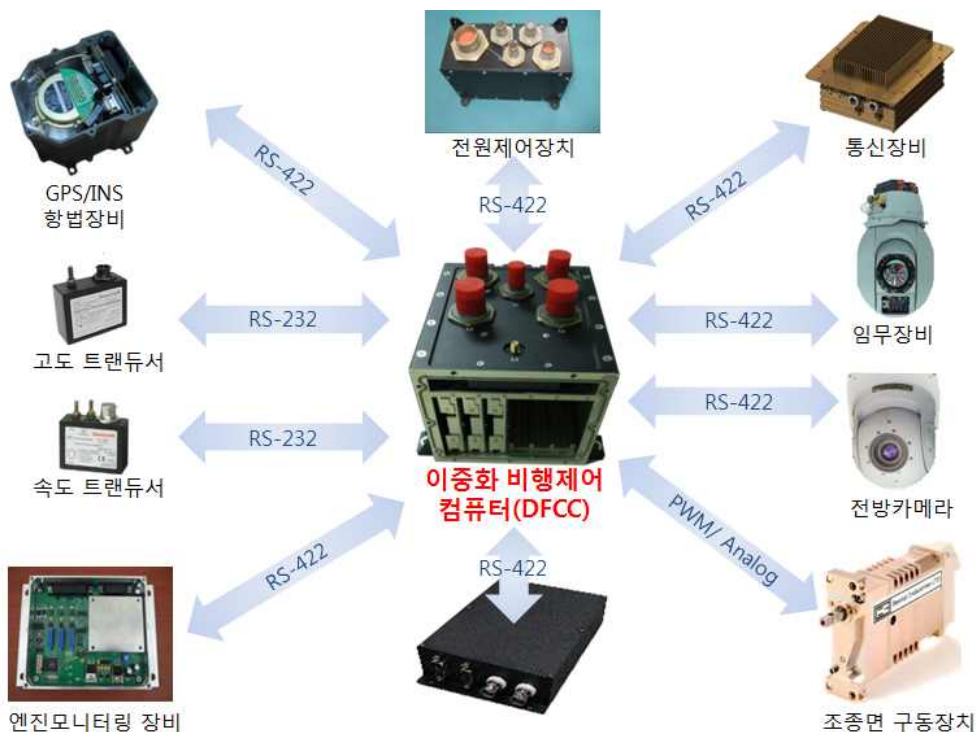 전원제어장치
통신장비
GPS/INS
항법장비
RS-422
RS-422
RS-422
임무장비
고도 트랜듀서
RS-232
RS-422
속도 트랜듀서
RS-232
RS-422
전방카메라
이중화 비행제어
컴퓨터(DFCC)
RS-422
RS-422
PWM/ Analog
엔진모니터링 장비
조종면 구동장치